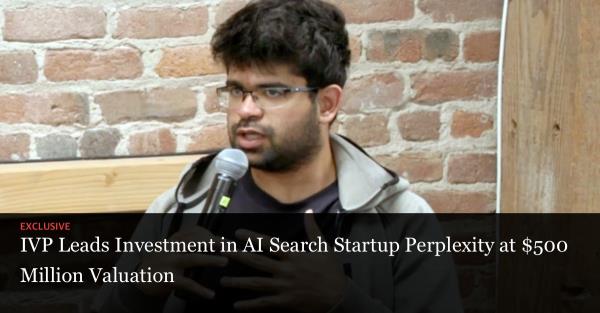 EXCLUSIVE
IVP Leads Investment in AI Search Startup Perplexity at $500
Million Valuation